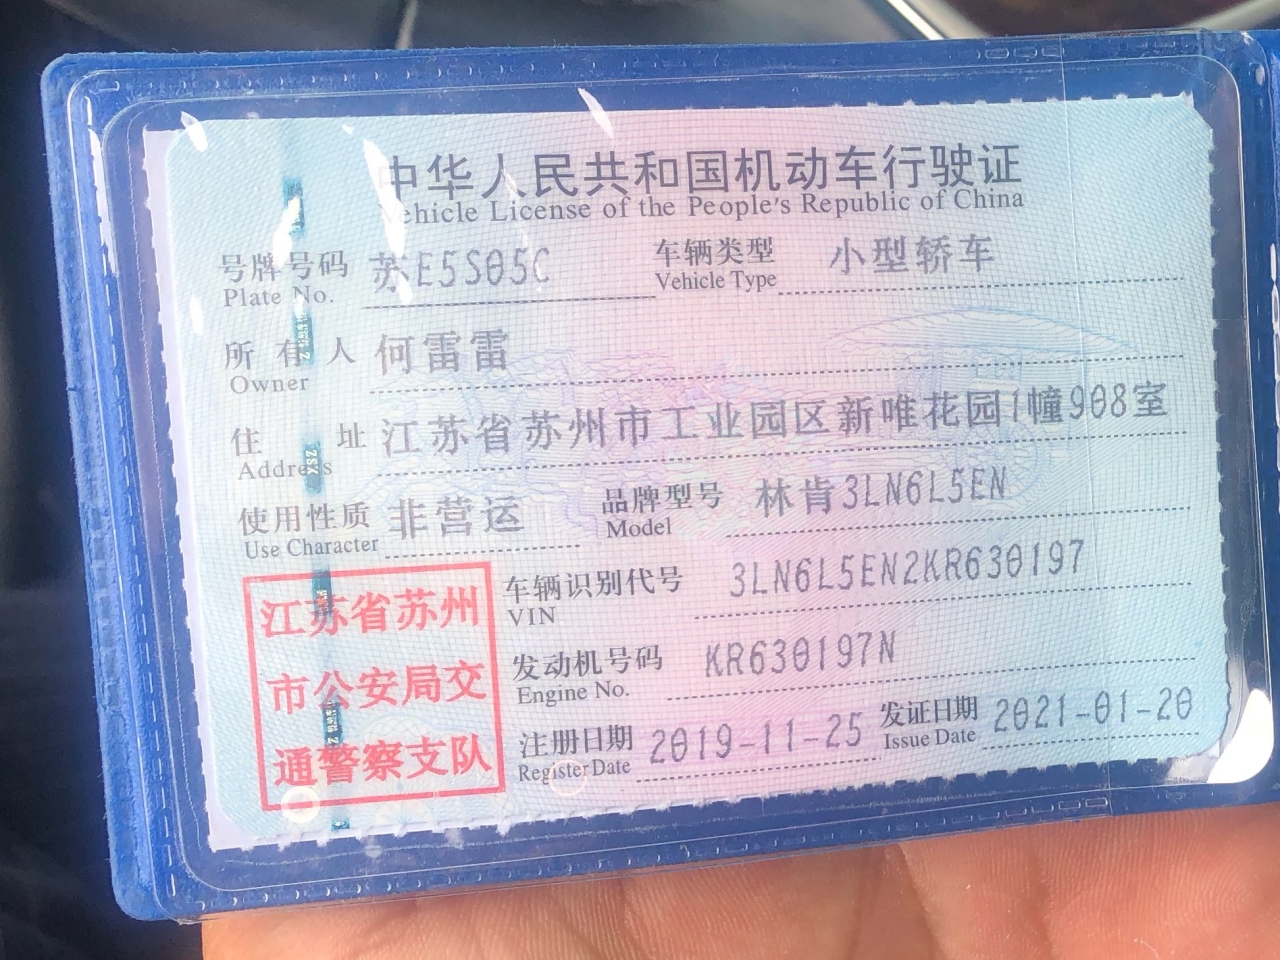 中华人民共和国机动车行驶证
Vehicle License of the People's Republic of China
号牌号码 苏E5S05C 车辆类型 小型轿车
Plate No. Vehicle Type
所有人 何雷雷
Owner
住址 江苏省苏州市工业园区新唯花园1幢908室
Address
使用性质 非营运 品牌型号 林肯3LN6L5EN
Use Character Model
江苏省苏州
市公安局交
通警察支队
车辆识别代号 3LN6L5EN2KR630197
VIN
发动机号码 KR630197N
Engine No.
注册日期 2019-11-25 发证日期 2021-01-20
Register Date Issue Date